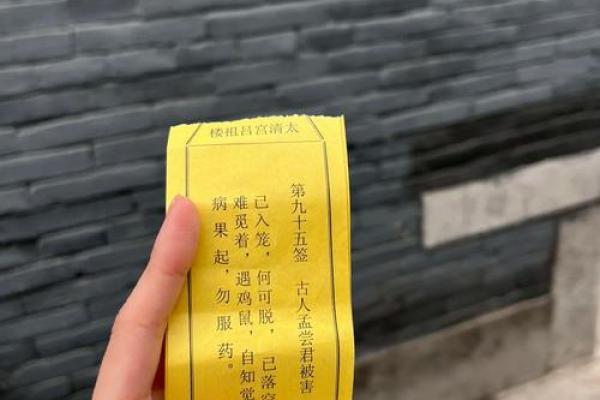 太清宫吕祖楼
第九十五签 古人孟尝君被害
己入笼，何可脱，己落
难觅着，遇鸡鼠，自知觉
病果起，勿服药。